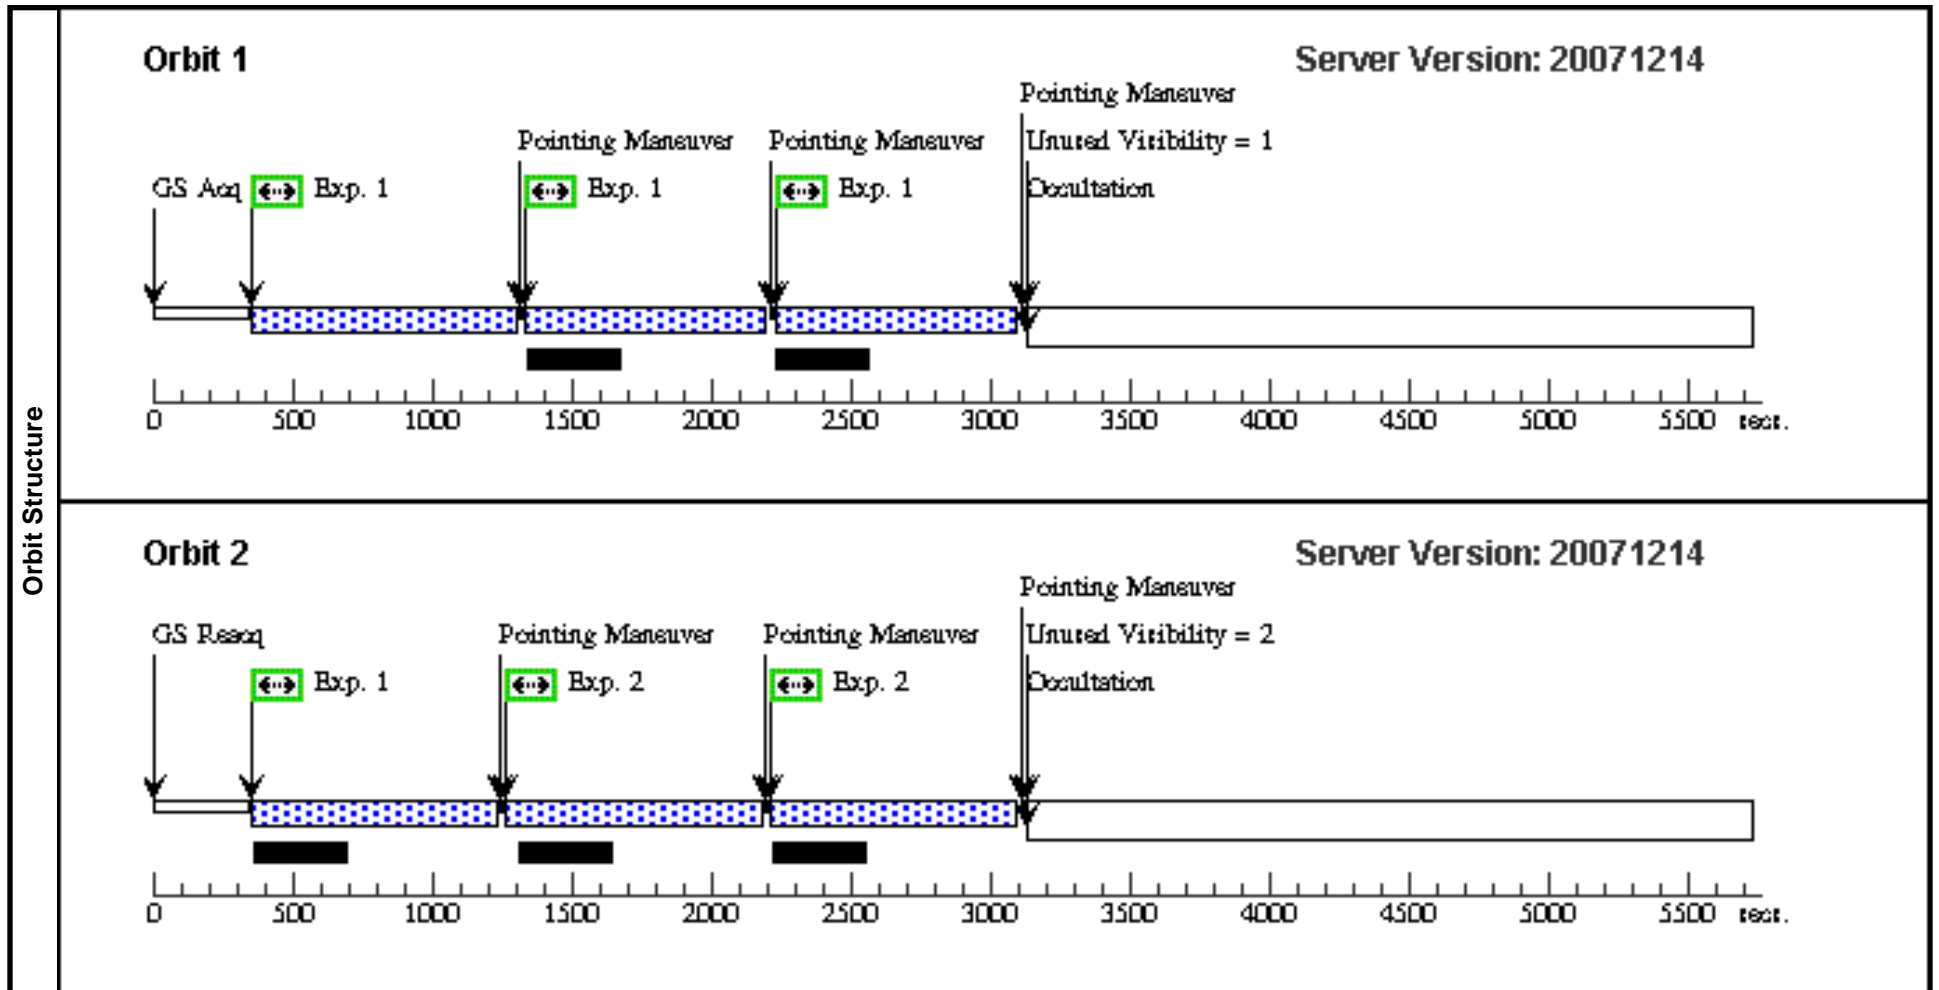 Orbit Structure
Orbit 1
Server Version: 20071214
Pointing Maneuver
Pointing Maneuver Pointing Maneuver Unused Visibility = 1
GS Acq Exp. 1 Exp. 1 Exp. 1 Occultation
0 500 1000 1500 2000 2500 3000 3500 4000 4500 5000 5500 secs.
Orbit 2
Server Version: 20071214
Pointing Maneuver
GS Reacq Pointing Maneuver Pointing Maneuver Unused Visibility = 2
Exp. 1 Exp. 2 Exp. 2 Occultation
0 500 1000 1500 2000 2500 3000 3500 4000 4500 5000 5500 secs.